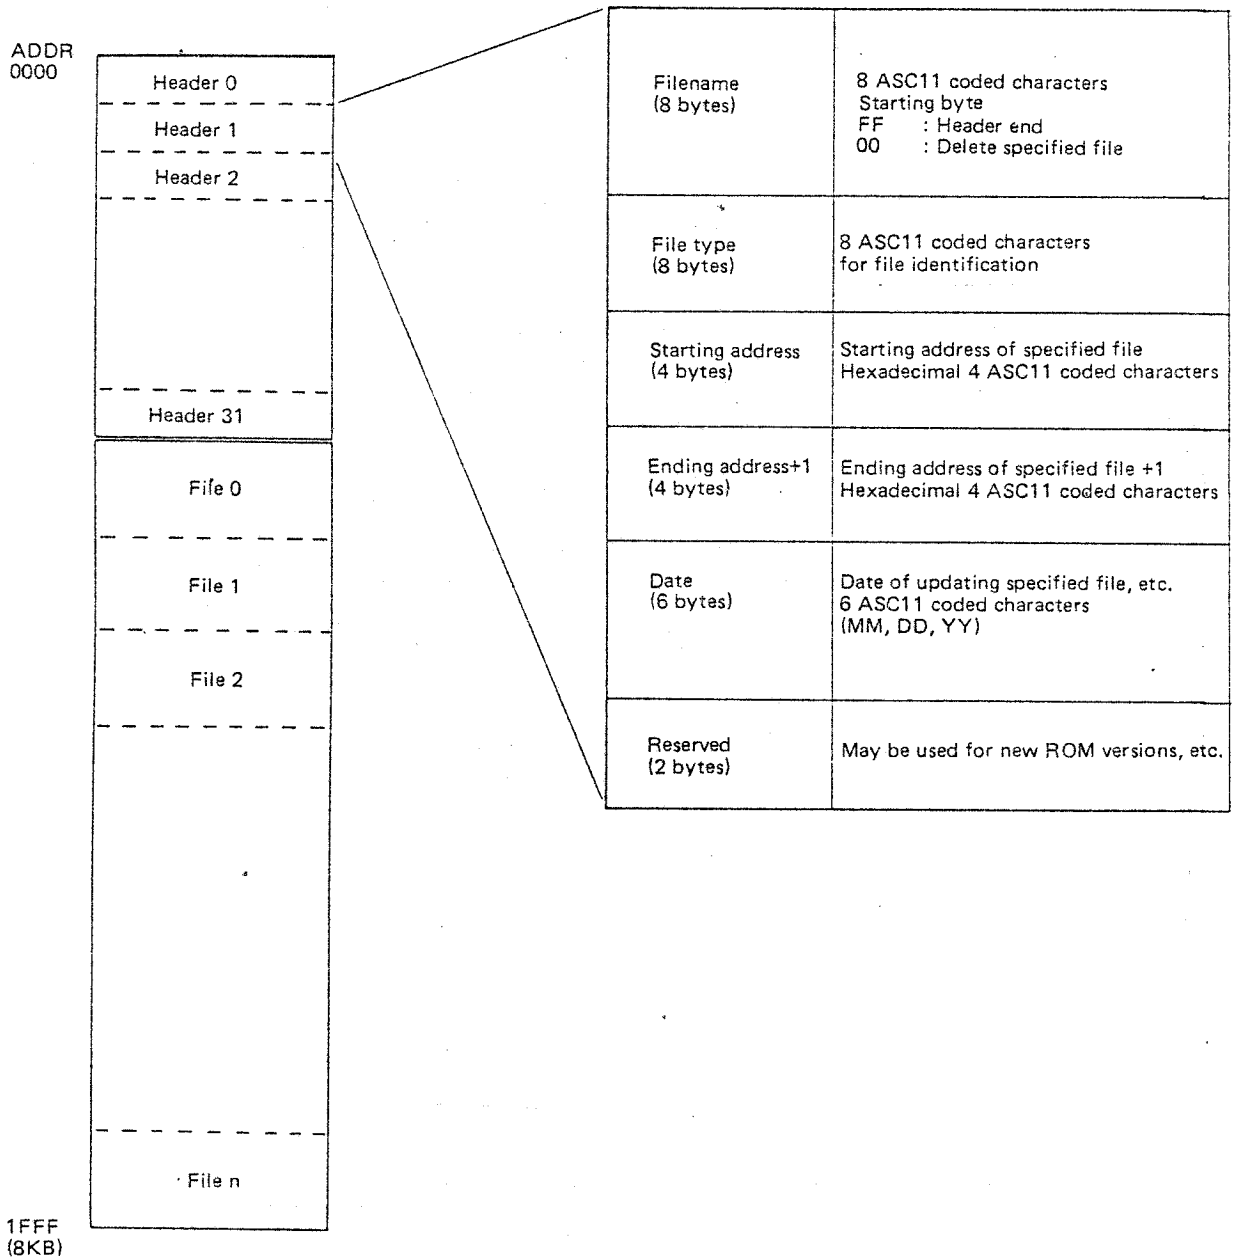 ADDR
0000
Header 0
Header 1
Header 2
Header 31
File 0
File 1
File 2
File n
1FFF
(8KB)
Filename
(8 bytes)
8 ASC11 coded characters
Starting byte
FF : Header end
00 : Delete specified file
File type
(8 bytes)
8 ASC11 coded characters
for file identification
Starting address
(4 bytes)
Starting address of specified file
Hexadecimal 4 ASC11 coded characters
Ending address+1
(4 bytes)
Ending address of specified file +1
Hexadecimal 4 ASC11 coded characters
Date
(6 bytes)
Date of updating specified file, etc.
6 ASC11 coded characters
(MM, DD, YY)
Reserved
(2 bytes)
May be used for new ROM versions, etc.